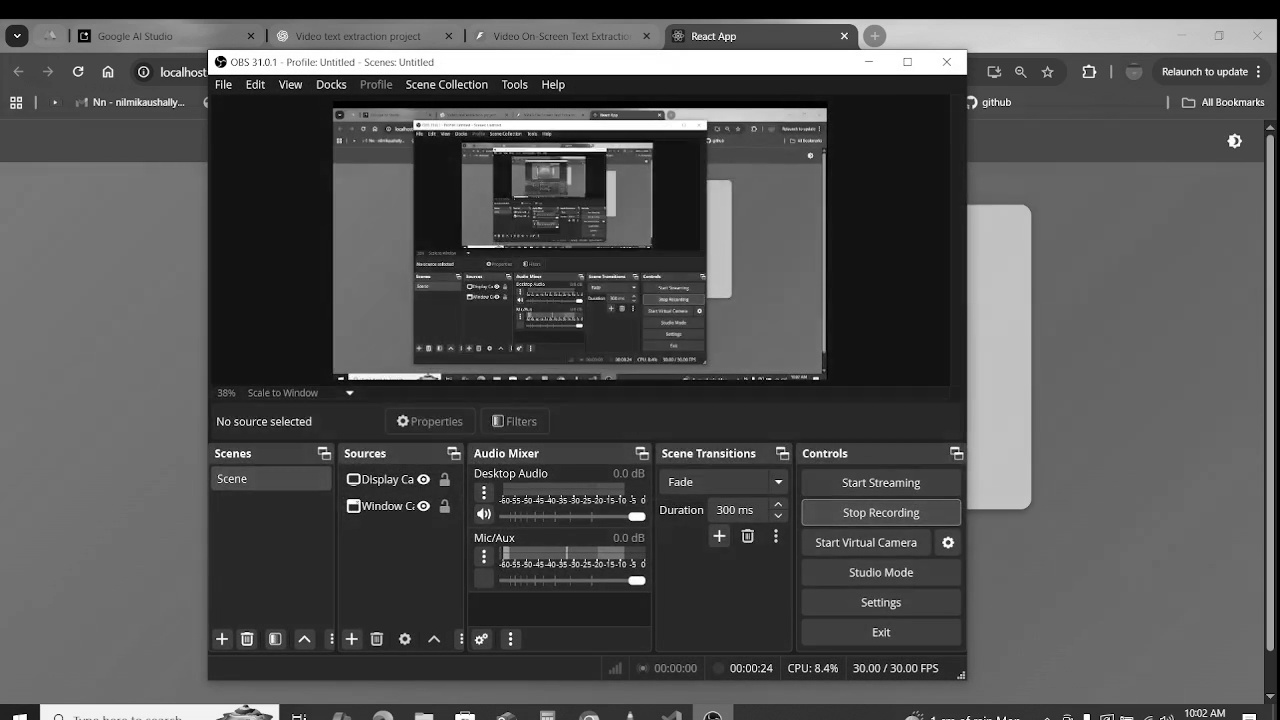 Google AI Studio
Video text extraction project
Video On-Screen Text Extraction
React App
OBS 31.0.1 - Profile: Untitled - Scenes: Untitled
localhost
Relaunch to update
File Edit View Docks Profile Scene Collection Tools Help
Nn - nilmikaushally...
github
All Bookmarks
38% Scale to Window
No source selected
Properties
Filters
Scenes
Sources
Audio Mixer
Scene Transitions
Controls
Scene
Display Ca
Window Ca
Desktop Audio 0.0 dB
-60-55-50-45-40-35-30-25-20-15-10-5 0
Mic/Aux 0.0 dB
-60-55-50-45-40-35-30-25-20-15-10-5 0
Fade
Duration 300 ms
Start Streaming
Stop Recording
Start Virtual Camera
Studio Mode
Settings
Exit
00:00:00
00:00:24
CPU: 8.4%
30.00 / 30.00 FPS
Type here to search
10:02 AM